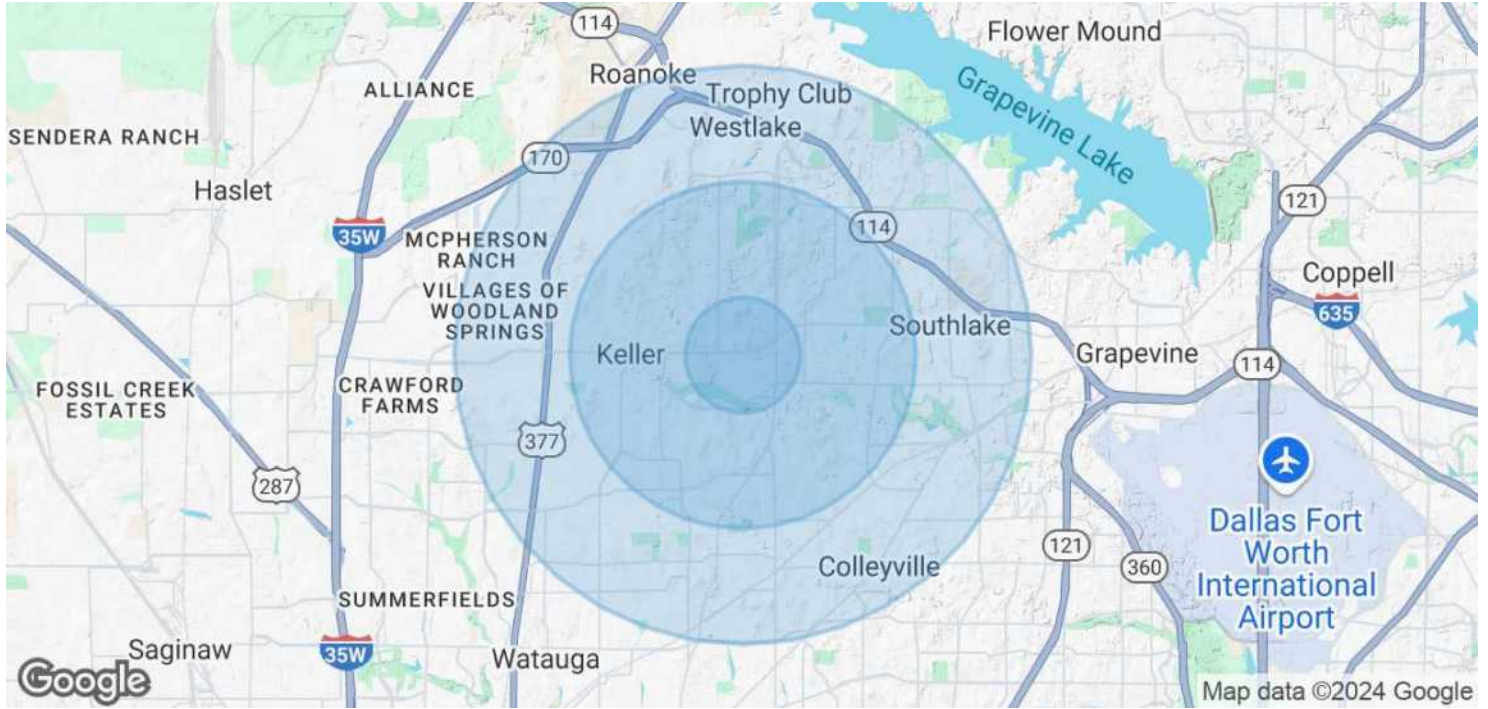 114
Flower Mound
Roanoke
ALLIANCE
Trophy Club
Grapevine Lake
Westlake
SENDERA RANCH
170
Haslet
121
114
35W
MCPHERSON
RANCH
Coppell
VILLAGES OF
WOODLAND
SPRINGS
635
Southlake
Keller
Grapevine
114
FOSSIL CREEK
ESTATES
CRAWFORD
FARMS
377
287
Dallas Fort
Worth
International
Airport
121
Colleyville
360
SUMMERFIELDS
Saginaw
35W
Watauga
Google
Map data ©2024 Google